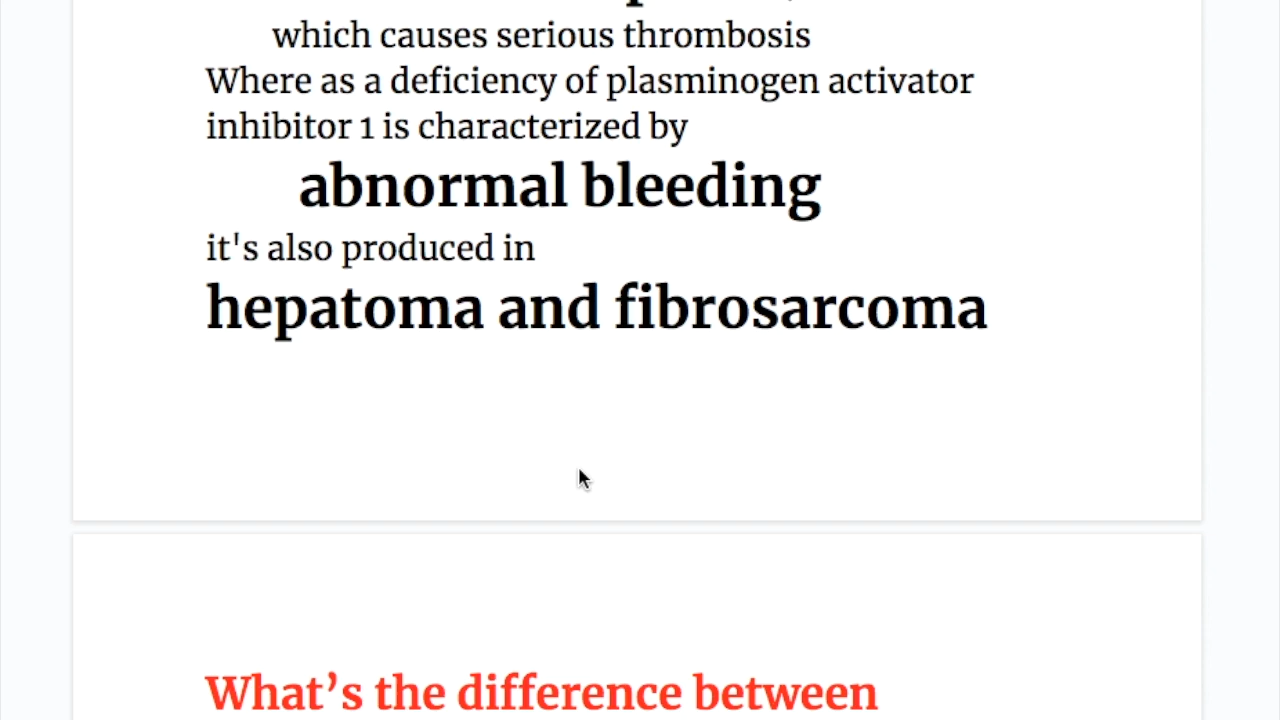 which causes serious thrombosis
Where as a deficiency of plasminogen activator
inhibitor 1 is characterized by
abnormal bleeding
it's also produced in
hepatoma and fibrosarcoma
What’s the difference between